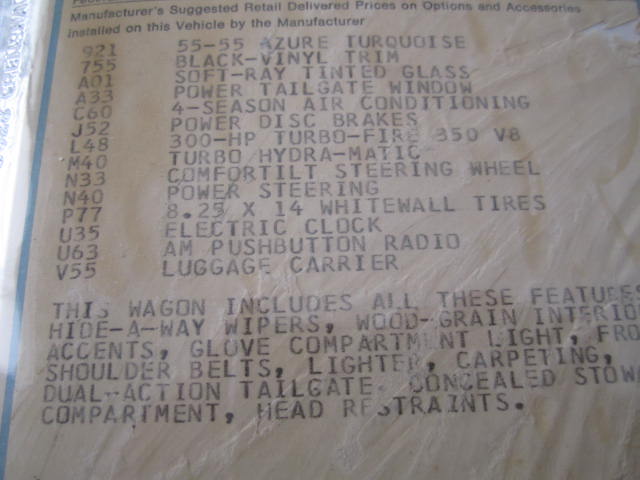 Manufacturer's Suggested Retail Delivered Prices on Options and Accessories
installed on this Vehicle by the Manufacturer
921 55-55 AZURE TURQUOISE
755 BLACK-VINYL TRIM
A01 SOFT-RAY TINTED GLASS
A33 POWER TAILGATE WINDOW
C60 4-SEASON AIR CONDITIONING
J52 POWER DISC BRAKES
L48 300-HP TURBO-FIRE 350 V8
M40 TURBO HYDRA-MATIC
N33 COMFORTILT STEERING WHEEL
N40 POWER STEERING
P77 8.25 X 14 WHITEWALL TIRES
U35 ELECTRIC CLOCK
U63 AM PUSHBUTTON RADIO
V55 LUGGAGE CARRIER
THIS WAGON INCLUDES ALL THESE FEATURES
HIDE-A-WAY WIPERS, WOOD-GRAIN INTERIO
ACCENTS, GLOVE COMPARTMENT LIGHT, FRO
SHOULDER BELTS, LIGHTER, CARPETING,
DUAL-ACTION TAILGATE. CONCEALED STOWA
COMPARTMENT, HEAD RESTRAINTS.